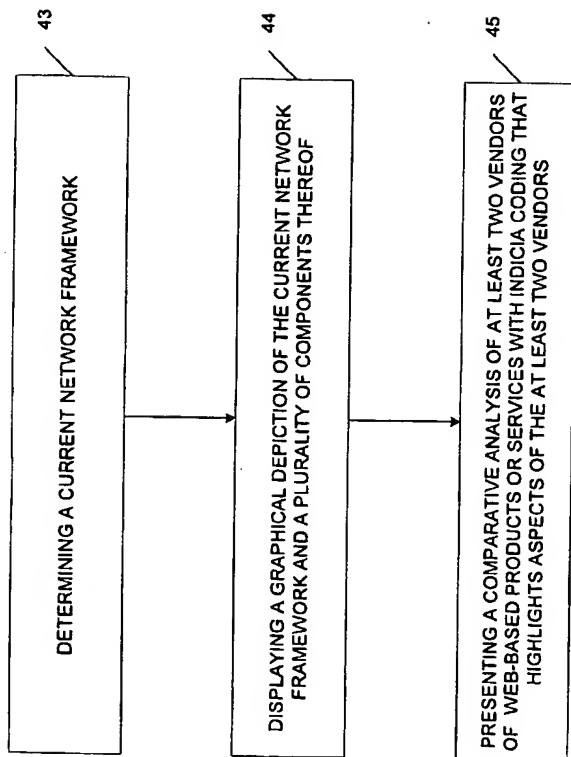 43
DETERMINING A CURRENT NETWORK FRAMEWORK
44
DISPLAYING A GRAPHICAL DEPICTION OF THE CURRENT NETWORK
FRAMEWORK AND A PLURALITY OF COMPONENTS THEREOF
45
PRESENTING A COMPARATIVE ANALYSIS OF AT LEAST TWO VENDORS
OF WEB-BASED PRODUCTS OR SERVICES WITH INDICIA CODING THAT
HIGHLIGHTS ASPECTS OF THE AT LEAST TWO VENDORS